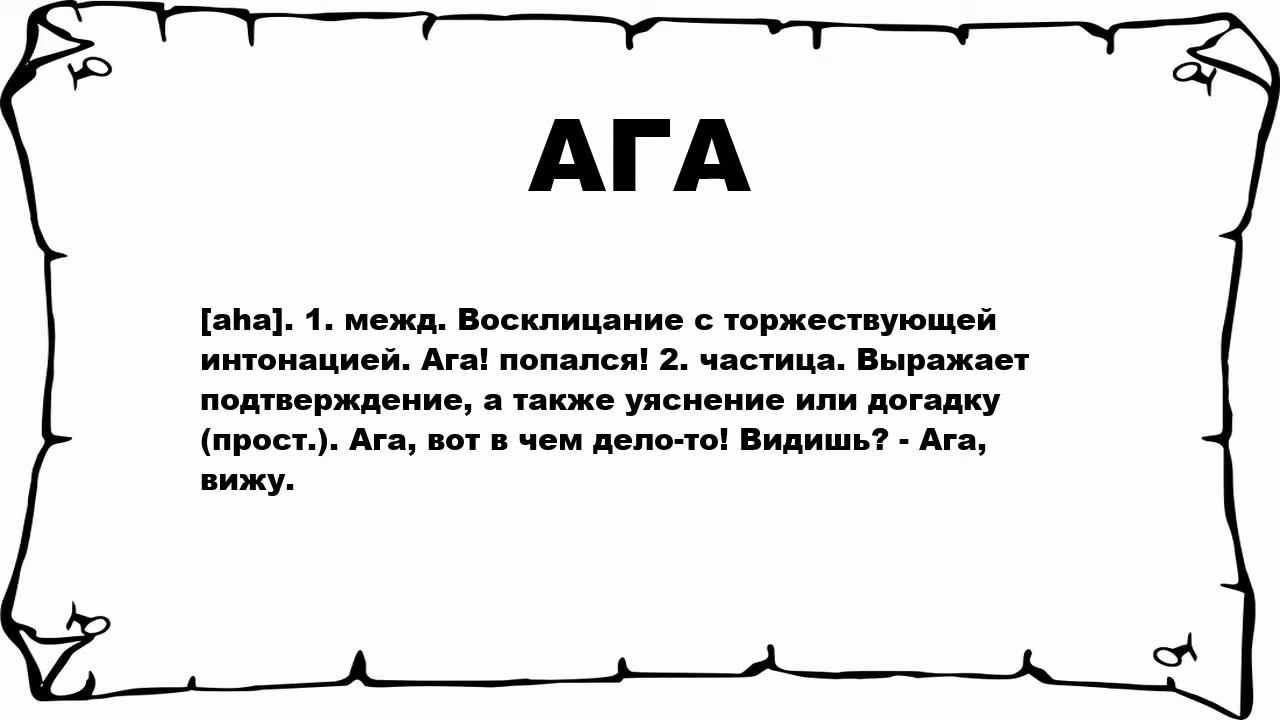 АГА
[aha]. 1. межд. Восклицание с торжествующей
интонацией. Ага! попался! 2. частица. Выражает
подтверждение, а также уяснение или догадку
(прост.). Ага, вот в чем дело-то! Видишь? - Ага,
вижу.